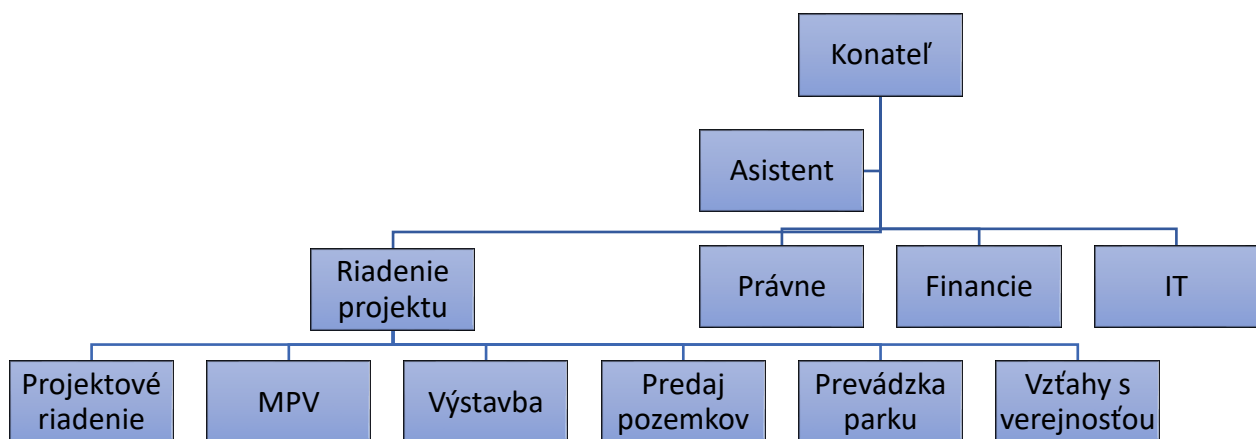 Konateľ
Asistent
Riadenie
projektu
Právne
Financie
IT
Projektové
riadenie
MPV
Výstavba
Predaj
pozemkov
Prevádzka
parku
Vzťahy s
verejnosťou